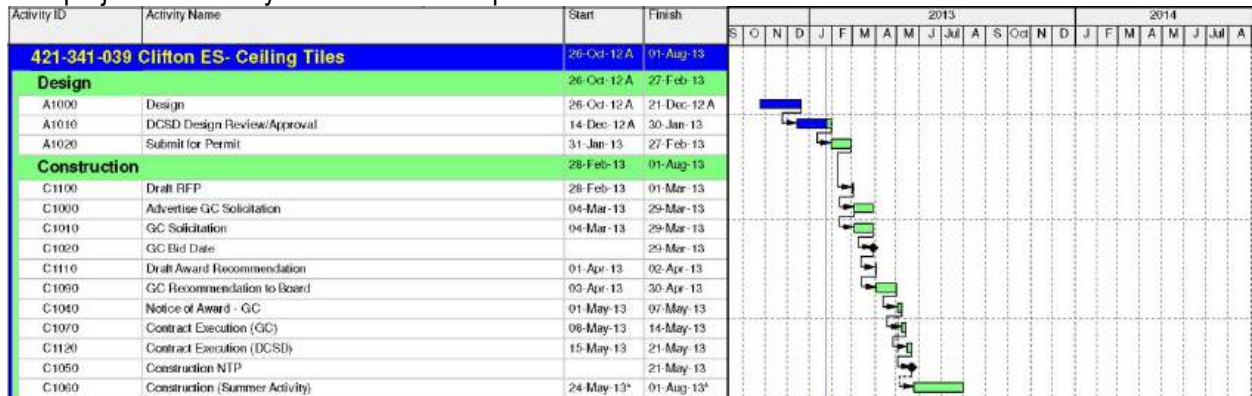 Activity ID Activity Name Start Finish 2013 2014
S O N D J F M A M J Jul A S Oct N D J F M A M J Jul A
421-341-039 Clifton ES- Ceiling Tiles 26-Oct-12 A 01-Aug-13
Design 26-Oct-12 A 27-Feb-13
A1000 Design 26-Oct-12 A 21-Dec-12 A
A1010 DCSD Design Review/Approval 14-Dec-12 A 30-Jan-13
A1020 Submit for Permit 31-Jan-13 27-Feb-13
Construction 28-Feb-13 01-Aug-13
C1100 Draft RFP 28-Feb-13 01-Mar-13
C1000 Advertise GC Solicitation 04-Mar-13 29-Mar-13
C1010 GC Solicitation 04-Mar-13 29-Mar-13
C1020 GC Bid Date 29-Mar-13
C1110 Draft Award Recommendation 01-Apr-13 02-Apr-13
C1090 GC Recommendation to Board 03-Apr-13 30-Apr-13
C1040 Notice of Award - GC 01-May-13 07-May-13
C1070 Contract Execution (GC) 08-May-13 14-May-13
C1120 Contract Execution (DCSD) 15-May-13 21-May-13
C1050 Construction NTP 21-May-13
C1060 Construction (Summer Activity) 24-May-13* 01-Aug-13*